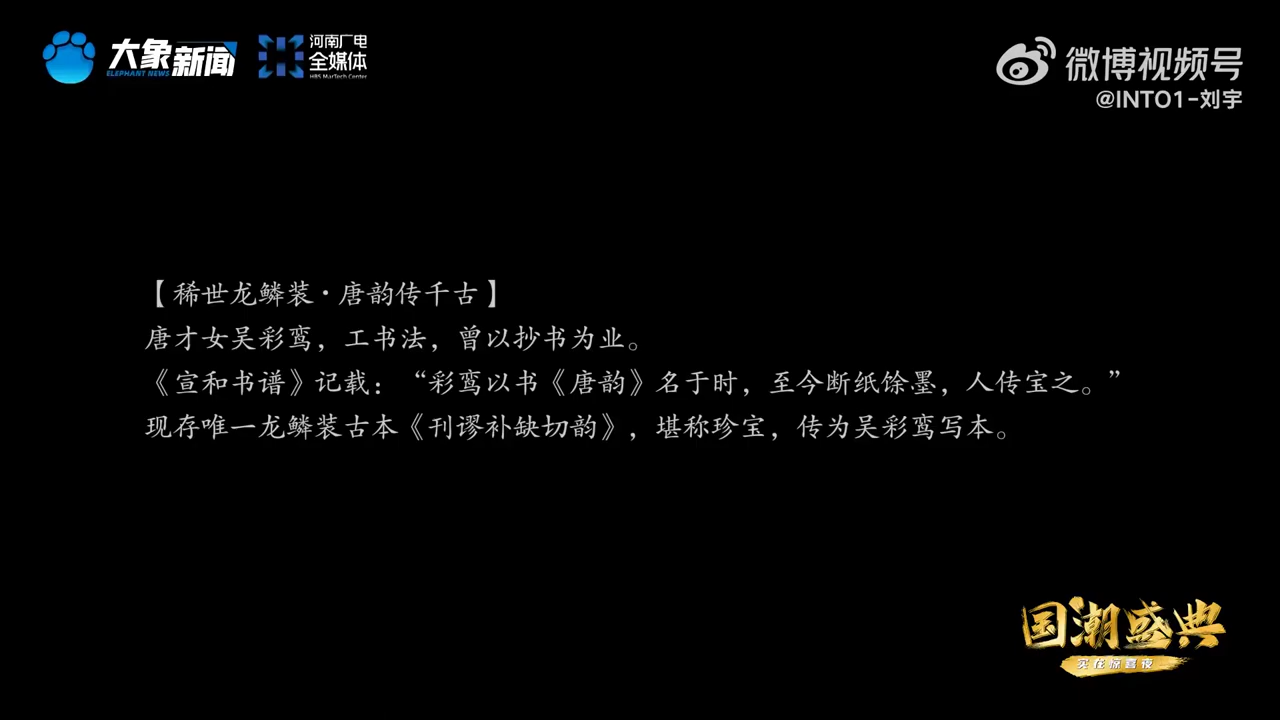 大象新闻
ELEPHANT NEWS
河南广电
全媒体
HBS MarTech Center
微博视频号
@INTO1-刘宇
【稀世龙鳞装·唐韵传千古】
唐才女吴彩鸾，工书法，曾以抄书为业。
《宣和书谱》记载：“彩鸾以书《唐韵》名于时，至今断纸馀墨，人传宝之。”
现存唯一龙鳞装古本《刊谬补缺切韵》，堪称珍宝，传为吴彩鸾写本。
国潮盛典
实在惊喜夜